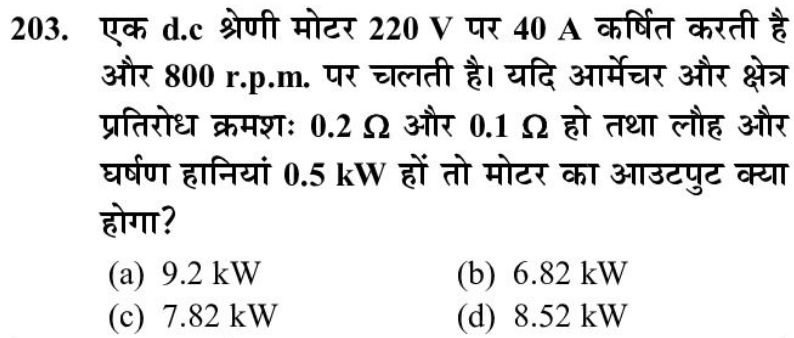 203. एक d.c श्रेणी मोटर 220 V पर 40 A कर्षित करती है
और 800 r.p.m. पर चलती है। यदि आर्मेचर और क्षेत्र
प्रतिरोध क्रमशः 0.2 Ω और 0.1 Ω हो तथा लौह और
घर्षण हानियां 0.5 kW हों तो मोटर का आउटपुट क्या
होगा?
(a) 9.2 kW (b) 6.82 kW
(c) 7.82 kW (d) 8.52 kW